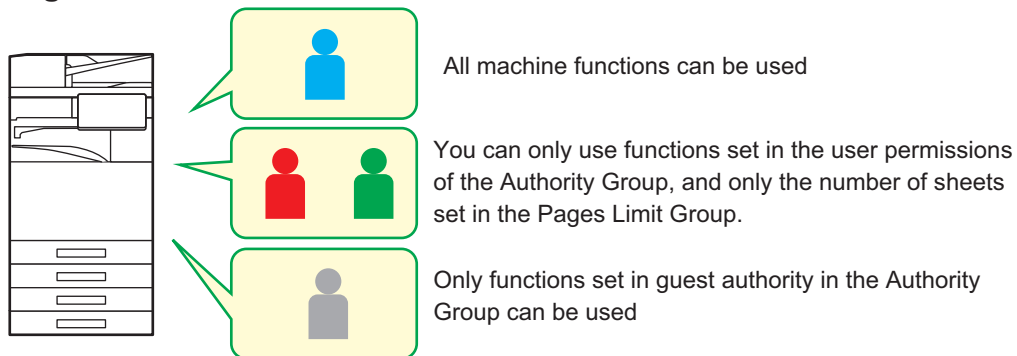 All machine functions can be used
You can only use functions set in the user permissions
of the Authority Group, and only the number of sheets
set in the Pages Limit Group.
Only functions set in guest authority in the Authority
Group can be used